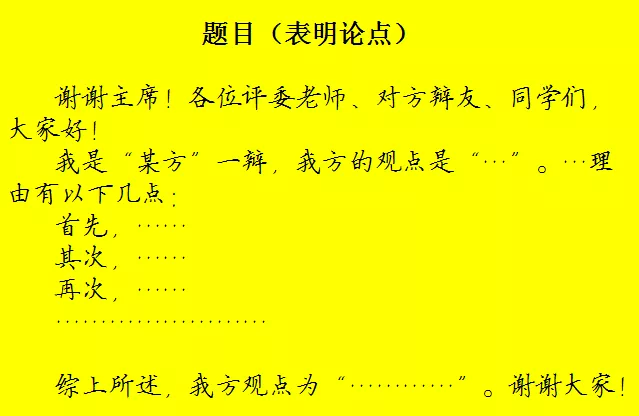 题目（表明论点）
谢谢主席！各位评委老师、对方辩友、同学们，
大家好！
我是“某方”一辩，我方的观点是“…”。…理
由有以下几点：
首先，……
其次，……
再次，……
………………………
综上所述，我方观点为“…………”。谢谢大家！